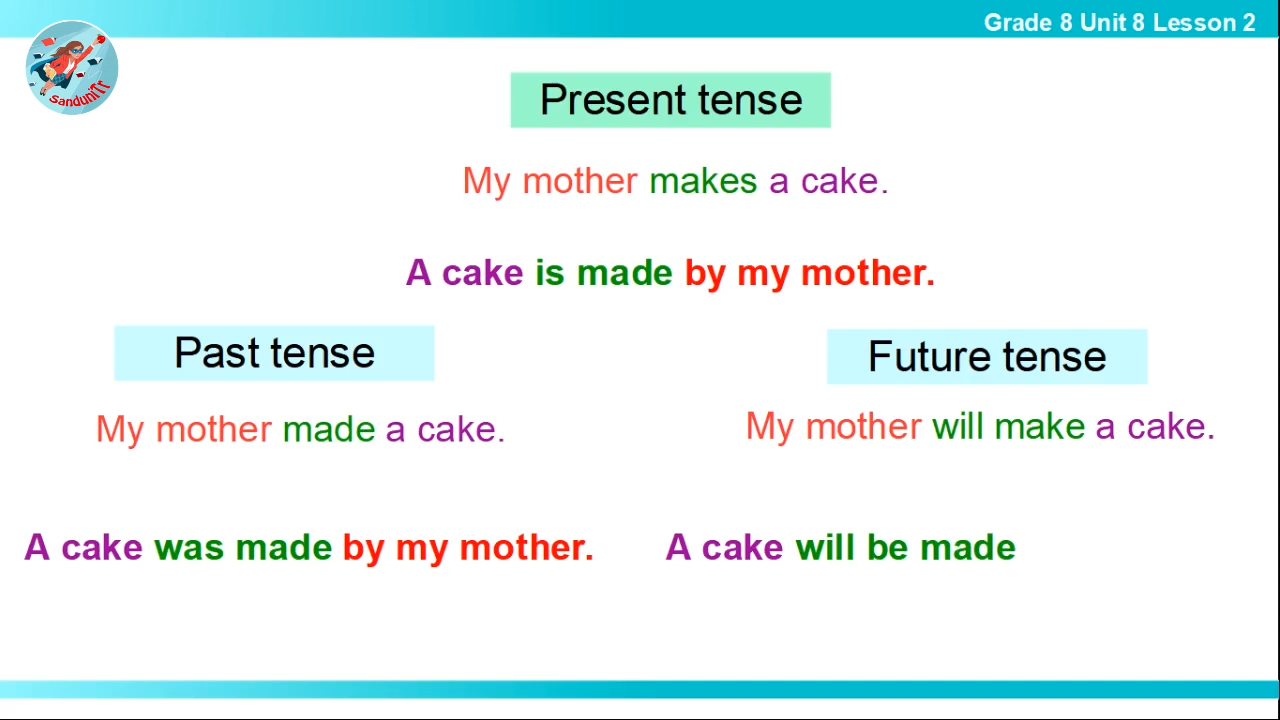 Grade 8 Unit 8 Lesson 2
SanduniTr
Present tense
My mother makes a cake.
A cake is made by my mother.
Past tense
Future tense
My mother made a cake.
My mother will make a cake.
A cake was made by my mother.
A cake will be made